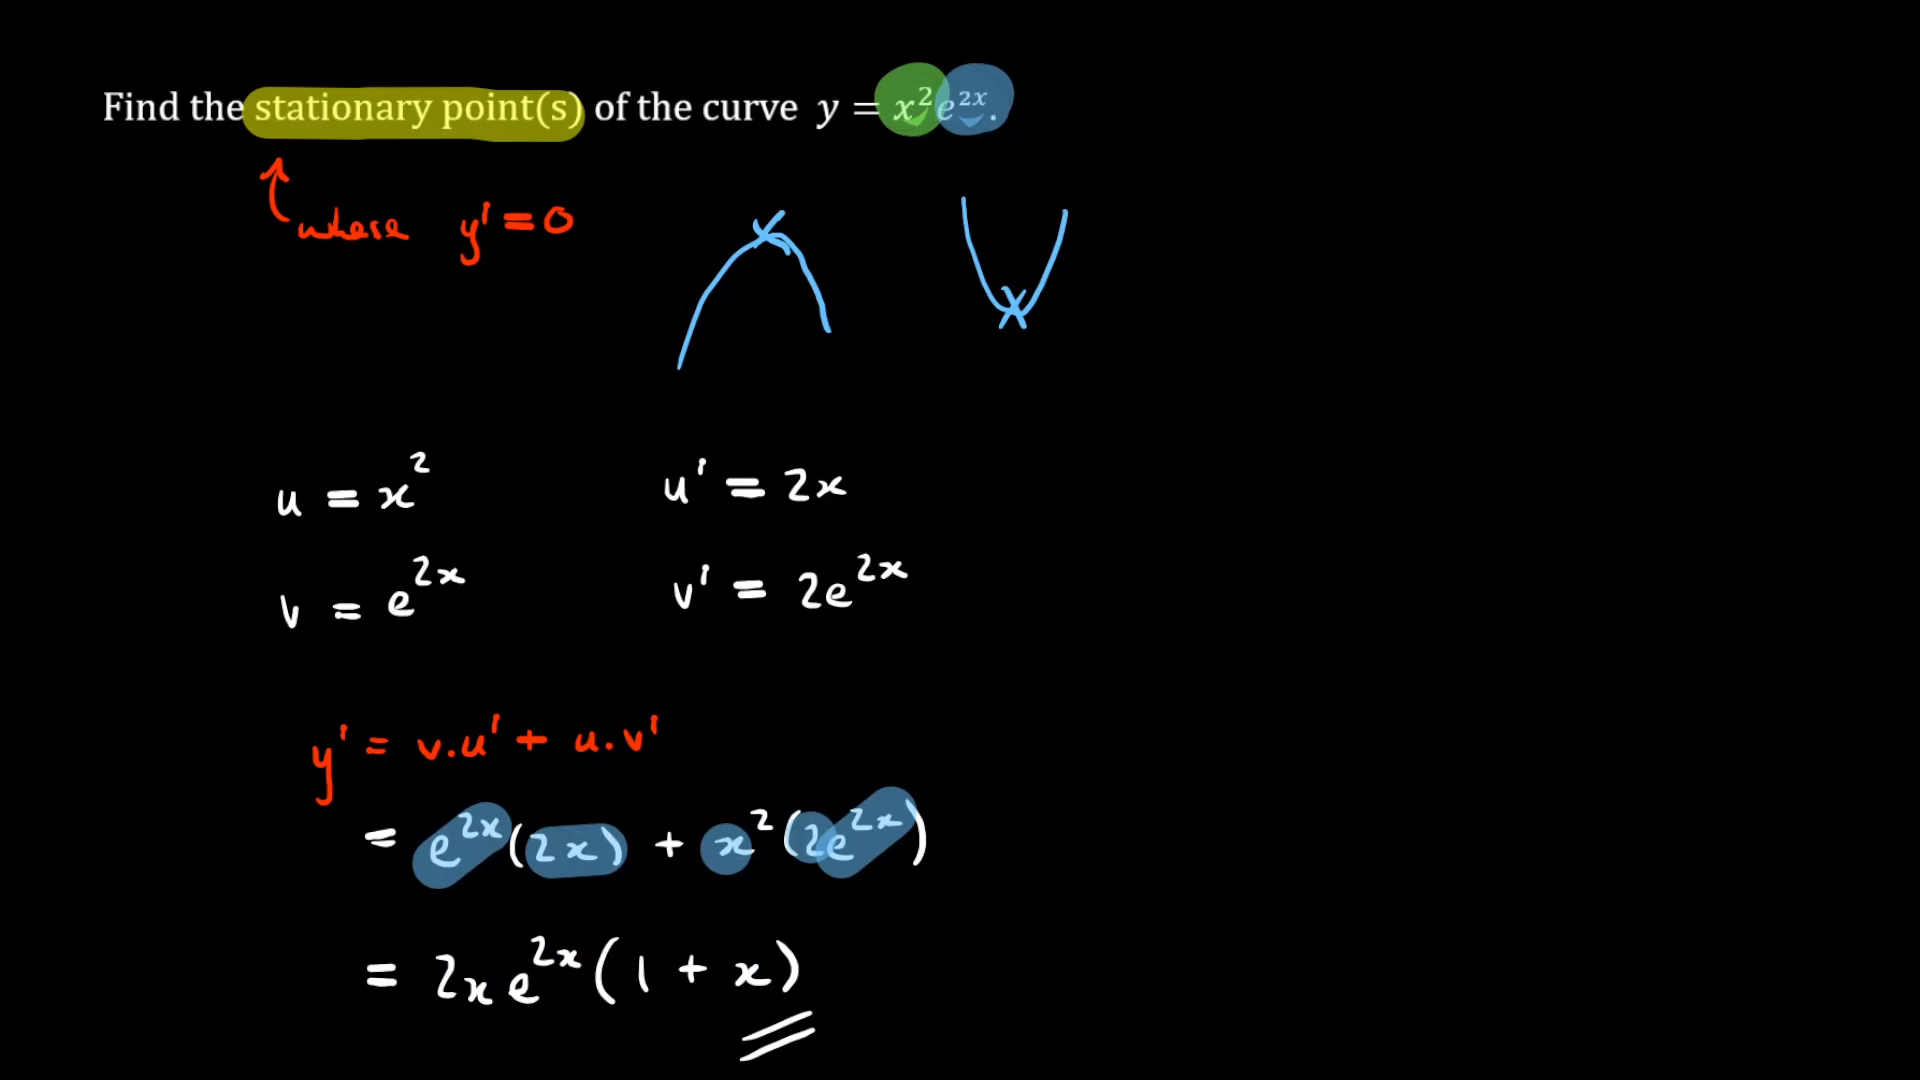 Find the stationary point(s) of the curve y = x²e²ˣ.
where y' = 0
u = x² u' = 2x
v = e²ˣ v' = 2e²ˣ
y' = v.u' + u.v'
= e²ˣ(2x) + x²(2e²ˣ)
= 2xe²ˣ(1 + x)